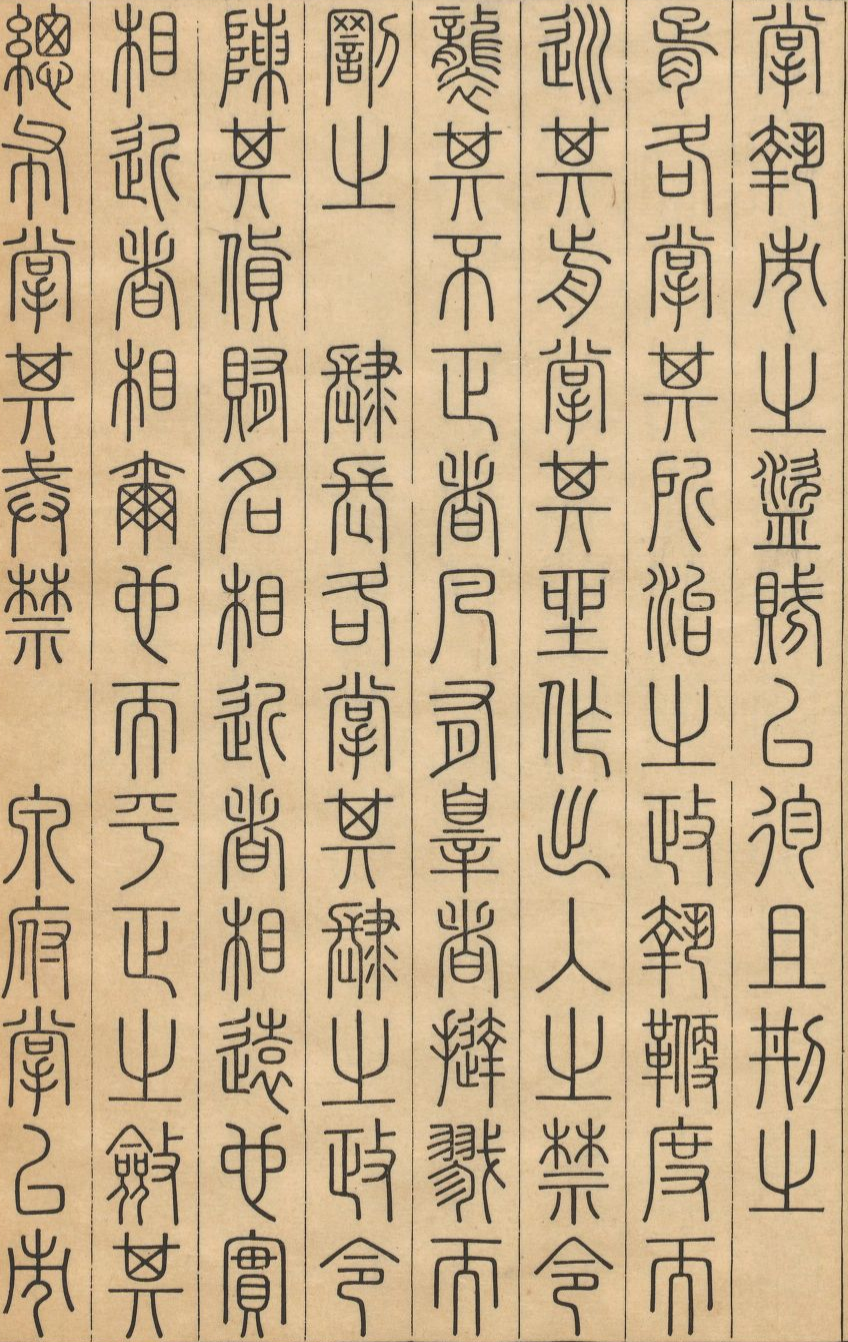 掌執市之盜賊以徇且刑之
胥各掌其所治之政執鞭度而
巡其前掌其坐作出入之禁令
襲其不正者凡有辠者撻戮而
罰之　肆長各掌其肆之政令
陳其貨賄名相近者相遠也實
相近者相爾也而平正之斂其
總布掌其戒禁　泉府掌以市